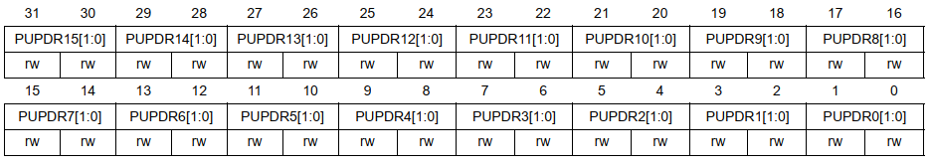 31 30 29 28 27 26 25 24 23 22 21 20 19 18 17 16
PUPDR15[1:0] PUPDR14[1:0] PUPDR13[1:0] PUPDR12[1:0] PUPDR11[1:0] PUPDR10[1:0] PUPDR9[1:0] PUPDR8[1:0]
rw rw rw rw rw rw rw rw rw rw rw rw rw rw rw rw
15 14 13 12 11 10 9 8 7 6 5 4 3 2 1 0
PUPDR7[1:0] PUPDR6[1:0] PUPDR5[1:0] PUPDR4[1:0] PUPDR3[1:0] PUPDR2[1:0] PUPDR1[1:0] PUPDR0[1:0]
rw rw rw rw rw rw rw rw rw rw rw rw rw rw rw rw